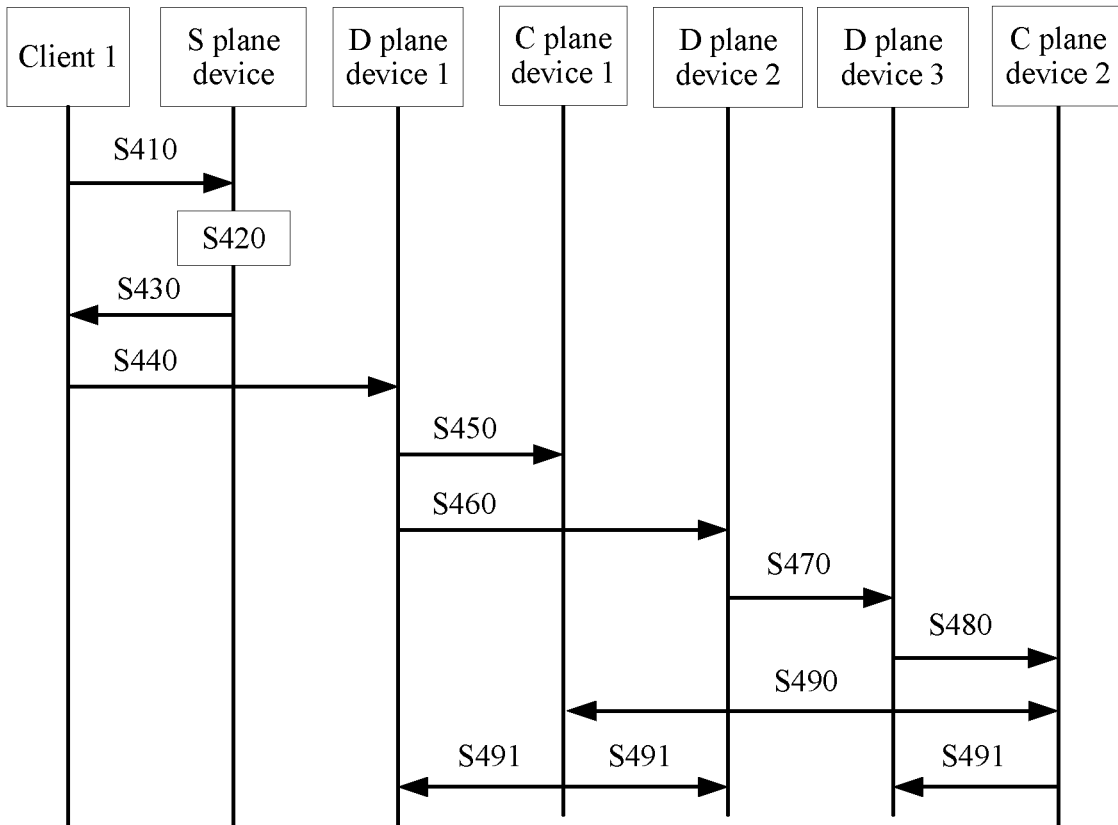 Client 1
S plane
device
D plane
device 1
C plane
device 1
D plane
device 2
D plane
device 3
C plane
device 2
S410
S420
S430
S440
S450
S460
S470
S480
S490
S491
S491
S491